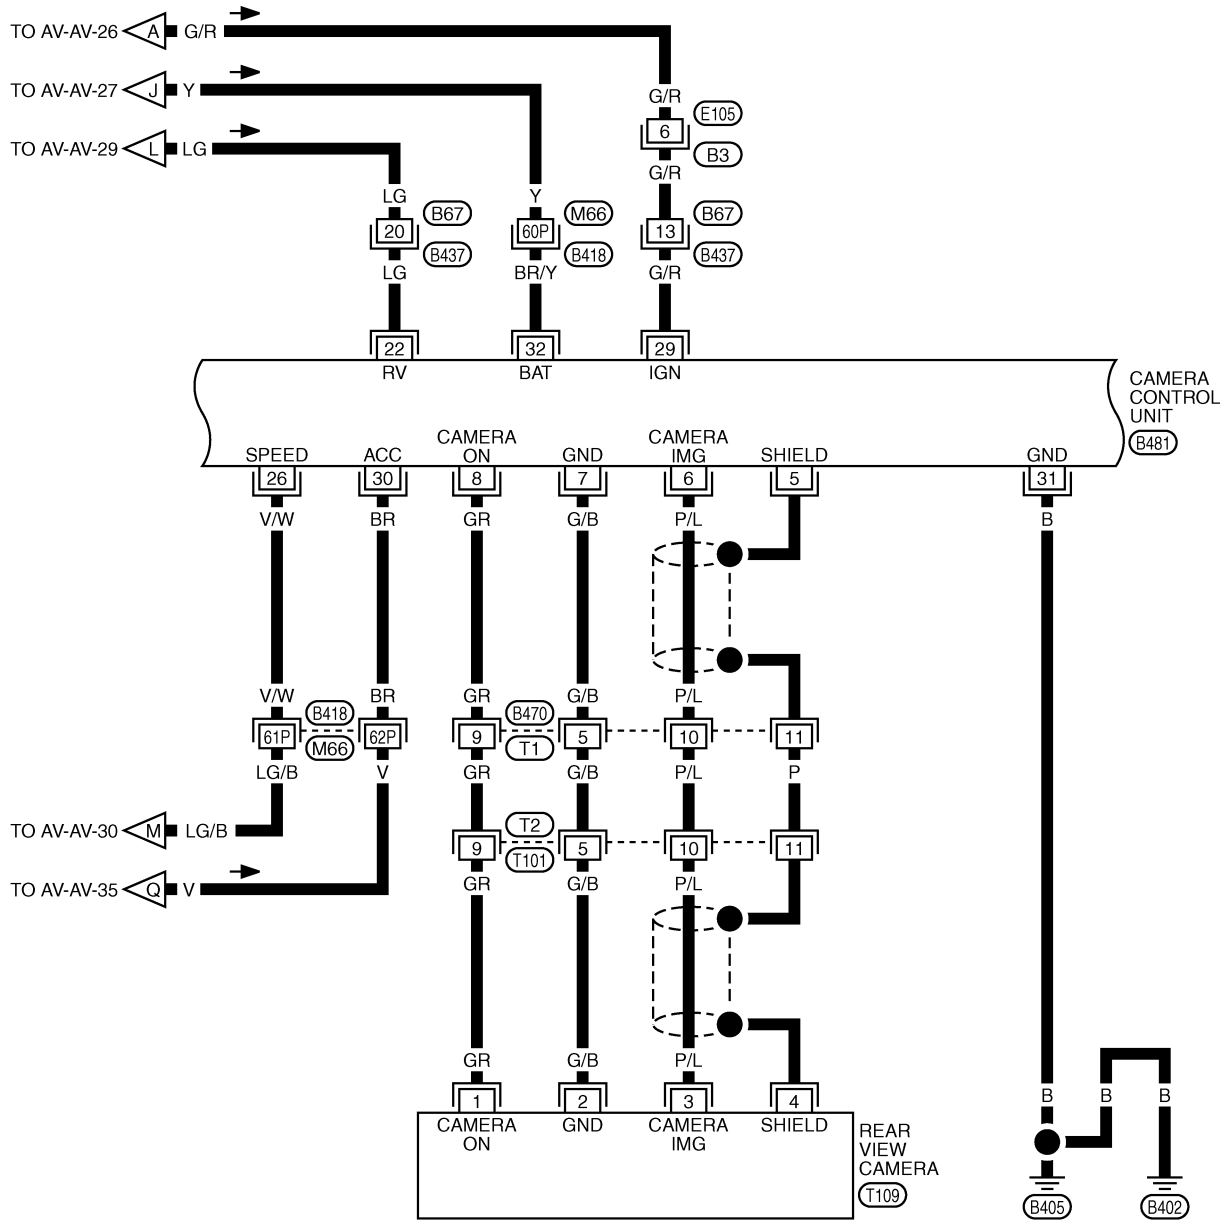 TO AV-AV-26 A G/R
TO AV-AV-27 J Y
G/R
E105
6
TO AV-AV-29 L LG
B3
G/R
LG Y
B67 M66 B67
20 60P 13
B437 B418 B437
LG BR/Y G/R
22 32 29
RV BAT IGN
CAMERA
CONTROL
UNIT
B481
CAMERA CAMERA
SPEED ACC ON GND IMG SHIELD GND
26 30 8 7 6 5 31
V/W BR GR G/B P/L B
V/W BR GR G/B P/L
B418 B470
61P 62P 9 5 10 11
M66 T1
LG/B V GR G/B P/L P
T2
TO AV-AV-30 M LG/B
9 5 10 11
T101
TO AV-AV-35 Q V
GR G/B P/L
GR G/B P/L
B B B
1 2 3 4
CAMERA GND CAMERA SHIELD
ON IMG
REAR
VIEW
CAMERA
T109
B405 B402